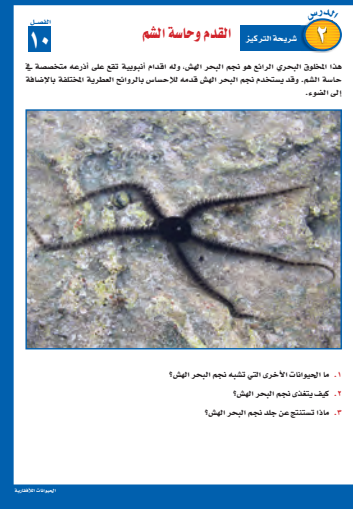 الدرس
٢
شريحة التركيز
القدم وحاسة الشم
الفصل
١٠
هذا المخلوق البحري الرائع هو نجم البحر الهش، وله اقدام أنبوبية تقع على أذرعه متخصصة في
حاسة الشم. وقد يستخدم نجم البحر الهش قدمه للإحساس بالروائح العطرية المختلفة بالإضافة
إلى الضوء.
١. ما الحيوانات الأخرى التي تشبه نجم البحر الهش؟
٢. كيف يتغذى نجم البحر الهش؟
٣. ماذا تستنتج عن جلد نجم البحر الهش؟
الحيوانات اللافقارية